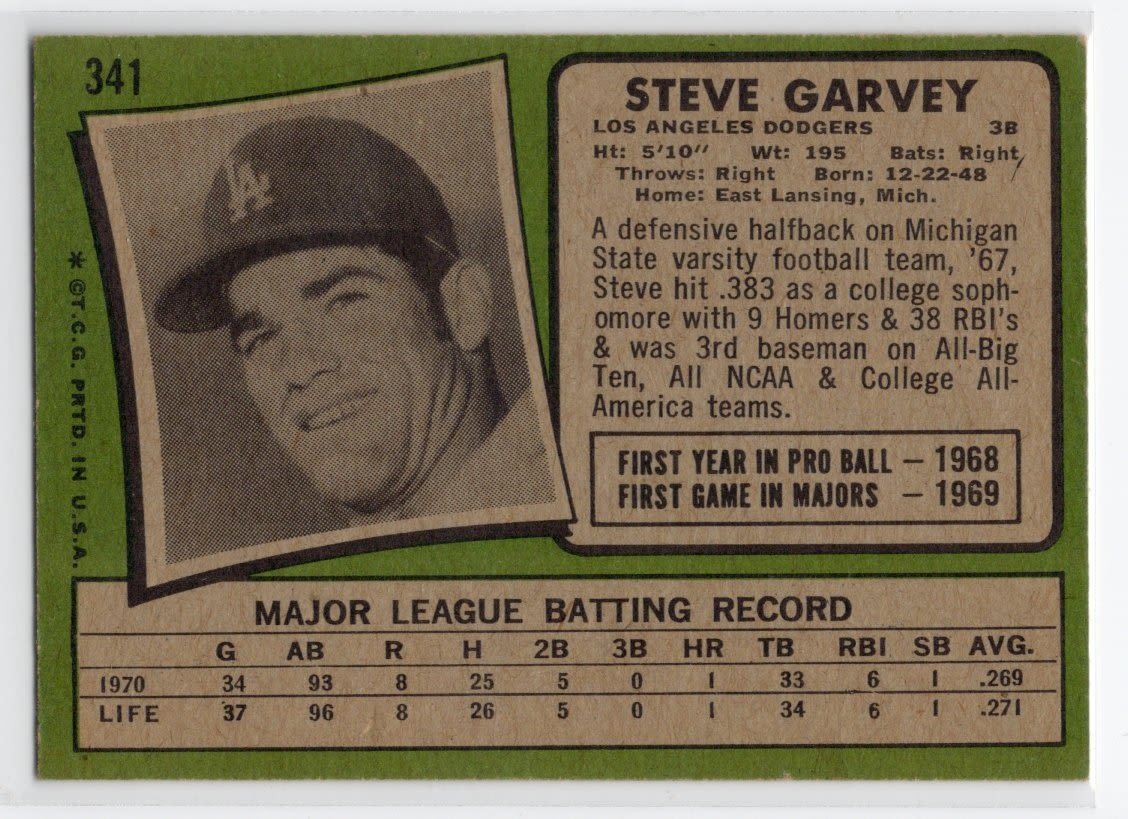 341
LA
* ©T.C.G. PRTD. IN U.S.A.
STEVE GARVEY
LOS ANGELES DODGERS 3B
Ht: 5'10" Wt: 195 Bats: Right
Throws: Right Born: 12-22-48
Home: East Lansing, Mich.
A defensive halfback on Michigan
State varsity football team, '67,
Steve hit .383 as a college soph-
omore with 9 Homers & 38 RBI's
& was 3rd baseman on All-Big
Ten, All NCAA & College All-
America teams.
FIRST YEAR IN PRO BALL — 1968
FIRST GAME IN MAJORS — 1969
MAJOR LEAGUE BATTING RECORD
G AB R H 2B 3B HR TB RBI SB AVG.
1970 34 93 8 25 5 0 1 33 6 1 .269
LIFE 37 96 8 26 5 0 1 34 6 1 .271